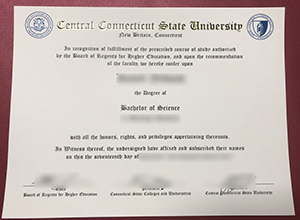 Central Connecticut State University
New Britain, Connecticut
In recognition of fulfillment of the prescribed course of study authorized
by the Board of Regents for Higher Education, and upon the recommendation
of the faculty, we hereby confer upon
the Degree of
Bachelor of Science
with all the honors, rights, and privileges appertaining thereunto.
In Witness thereof, the undersigned have affixed and subscribed their names
on this the seventeenth day of
Board of Regents for Higher Education
Connecticut State Colleges and Universities
Central Connecticut State University